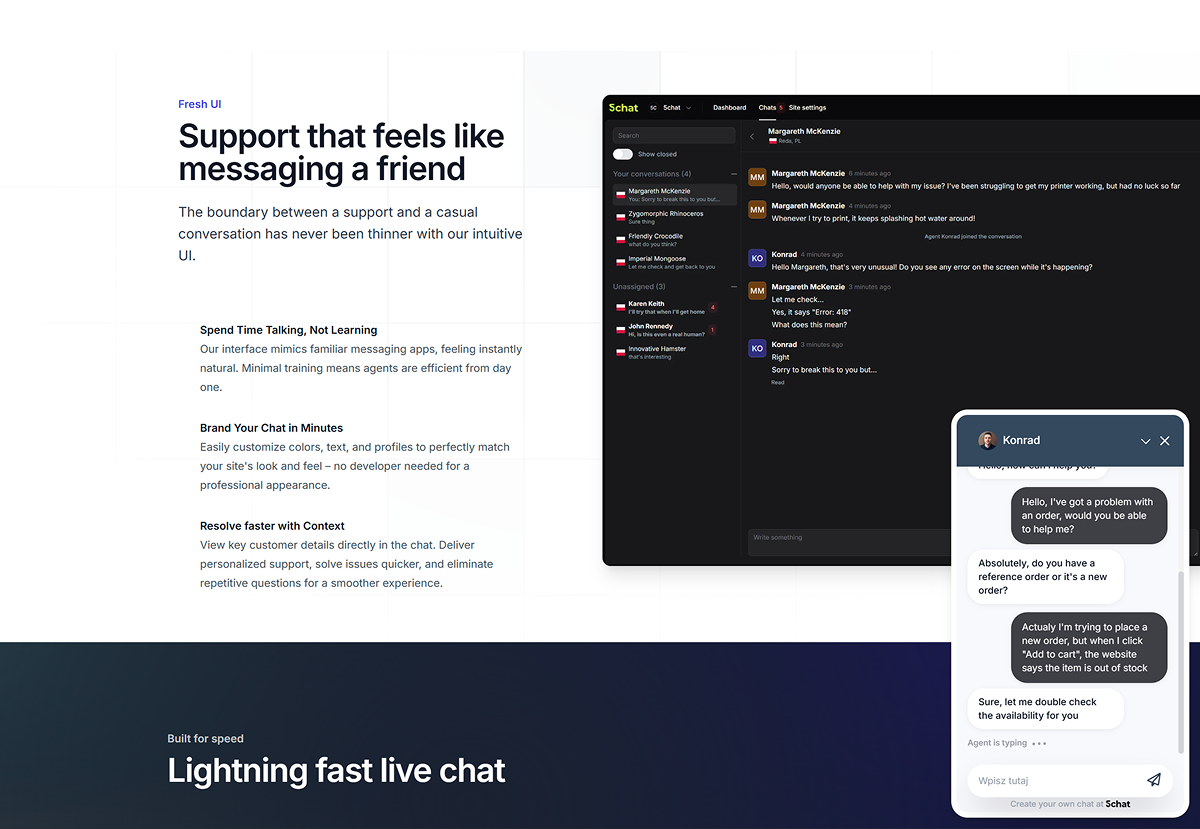 Fresh UI
Support that feels like
messaging a friend
The boundary between a support and a casual
conversation has never been thinner with our intuitive
UI.
Spend Time Talking, Not Learning
Our interface mimics familiar messaging apps, feeling instantly
natural. Minimal training means agents are efficient from day
one.
Brand Your Chat in Minutes
Easily customize colors, text, and profiles to perfectly match
your site's look and feel – no developer needed for a
professional appearance.
Resolve faster with Context
View key customer details directly in the chat. Deliver
personalized support, solve issues quicker, and eliminate
repetitive questions for a smoother experience.
5chat
5C 5chat
Dashboard
Chats 5
Site settings
Search
Show closed
Your conversations (4)
Margareth McKenzie
You: Sorry to break this to you but...
Zygomorphic Rhinoceros
Sure thing
Friendly Crocodile
what do you think?
Imperial Mongoose
Let me check and get back to you
Unassigned (3)
Karen Keith
I'll try that when I'll get home
4
John Rennedy
Hi, is this even a real human?
1
Innovative Hamster
that's interesting
Margareth McKenzie
Reda, PL
MM
Margareth McKenzie 6 minutes ago
Hello, would anyone be able to help with my issue? I've been struggling to get my printer working, but had no luck so far
MM
Margareth McKenzie 4 minutes ago
Whenever I try to print, it keeps splashing hot water around!
Agent Konrad joined the conversation
KO
Konrad 4 minutes ago
Hello Margareth, that's very unusual! Do you see any error on the screen while it's happening?
MM
Margareth McKenzie 3 minutes ago
Let me check...
Yes, it says "Error: 418"
What does this mean?
KO
Konrad 3 minutes ago
Right
Sorry to break this to you but...
Read
Write something
Konrad
Hello, how can I help you?
Hello, I've got a problem with
an order, would you be able
to help me?
Absolutely, do you have a
reference order or it's a new
order?
Actualy I'm trying to place a
new order, but when I click
"Add to cart", the website
says the item is out of stock
Sure, let me double check
the availability for you
Agent is typing
Wpisz tutaj
Create your own chat at 5chat
Built for speed
Lightning fast live chat